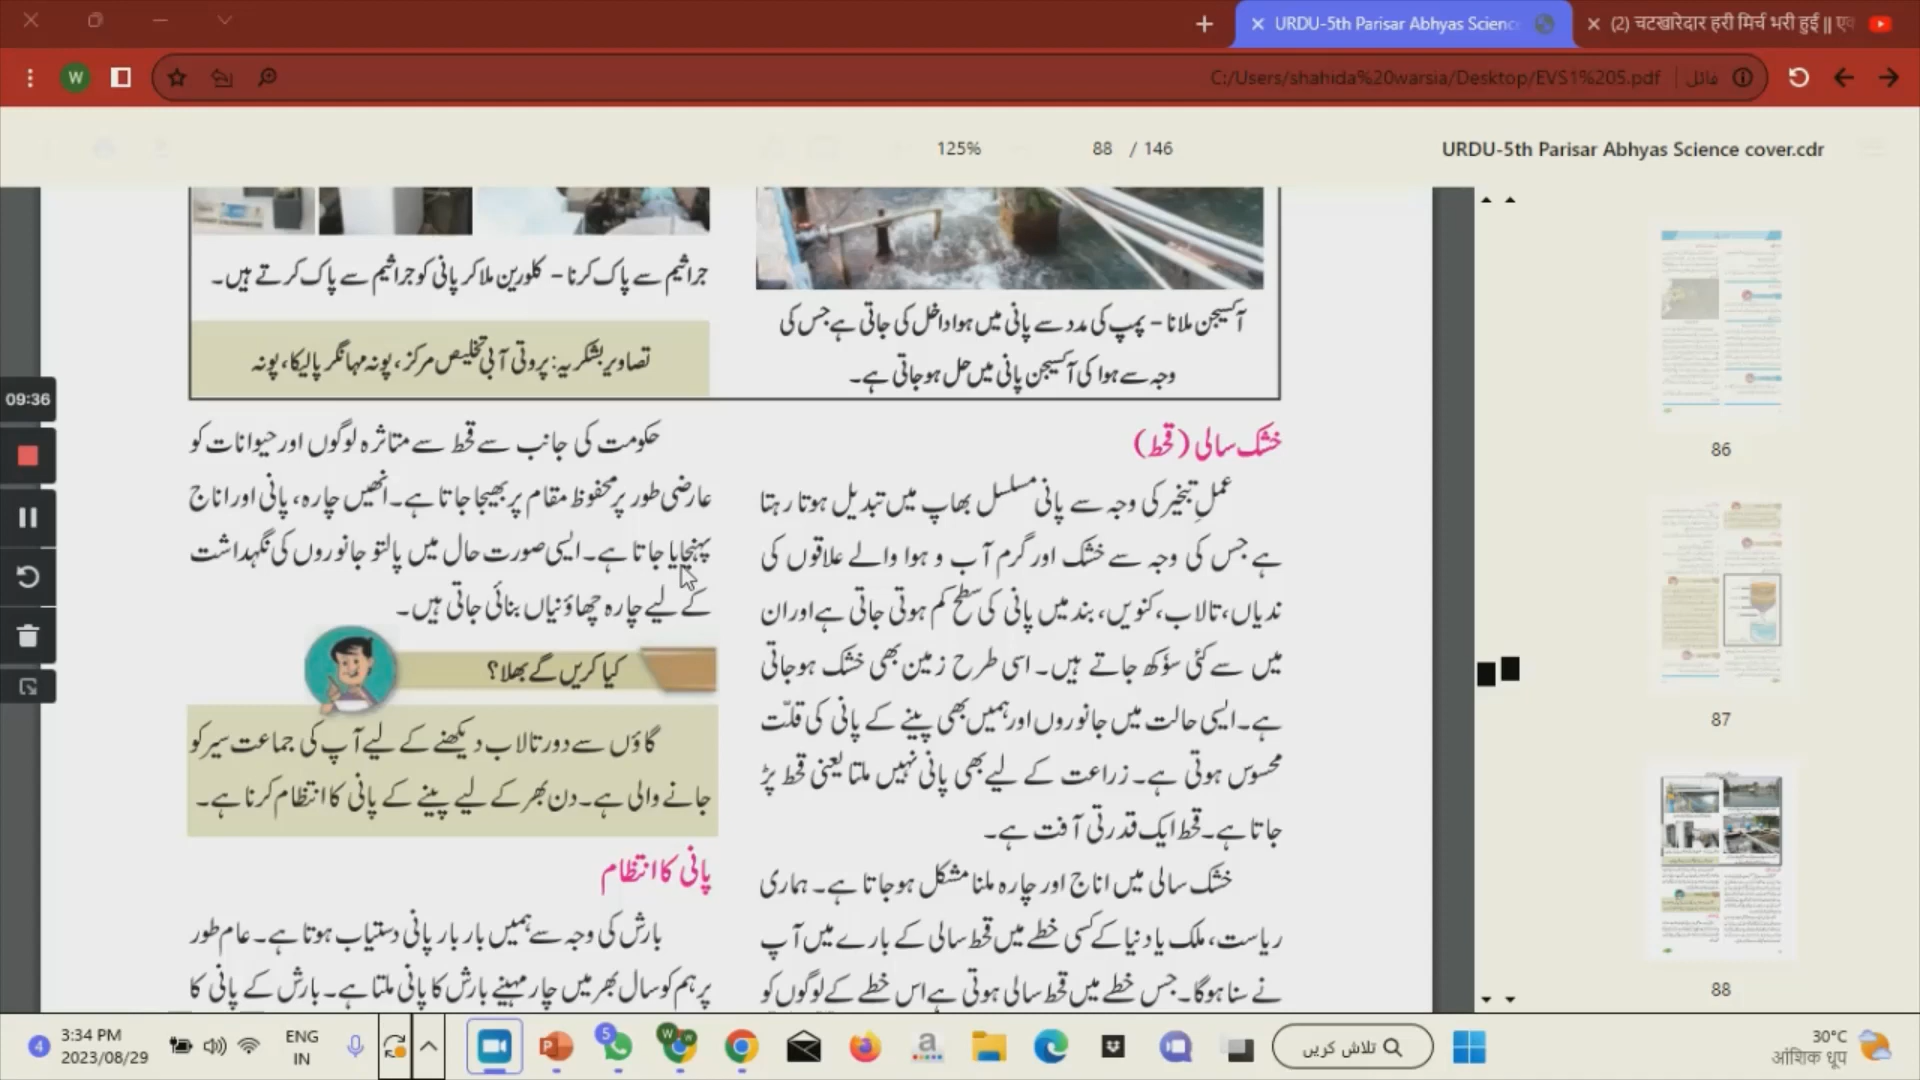 URDU-5th Parisar Abhyas Science
(2) चटखारेदार हरी मिर्च भरी हुई || एक
W
C:/Users/shahida%20warsia/Desktop/EVS1%205.pdf
فائل
125%
88 / 146
URDU-5th Parisar Abhyas Science cover.cdr
آکسیجن ملانا - پمپ کی مدد سے پانی میں ہوا داخل کی جاتی ہے جس کی
وجہ سے ہوا کی آکسیجن پانی میں حل ہوجاتی ہے۔
جراثیم سے پاک کرنا - کلورین ملا کر پانی کو جراثیم سے پاک کرتے ہیں۔
تصاویر بشکریہ: پروتی آبی تخلیص مرکز، پونہ مہانگر پالیکا، پونہ
خشک سالی (قحط)
عملِ تبخیر کی وجہ سے پانی مسلسل بھاپ میں تبدیل ہوتا رہتا
ہے جس کی وجہ سے خشک اور گرم آب و ہوا والے علاقوں کی
ندیاں، تالاب، کنویں، بند میں پانی کی سطح کم ہوتی جاتی ہے اور ان
میں سے کئی سوٗکھ جاتے ہیں۔ اسی طرح زمین بھی خشک ہوجاتی
ہے۔ ایسی حالت میں جانوروں اور ہمیں بھی پینے کے پانی کی قلّت
محسوس ہوتی ہے۔ زراعت کے لیے بھی پانی نہیں ملتا یعنی قحط پڑ
جاتا ہے۔ قحط ایک قدرتی آفت ہے۔
خشک سالی میں اناج اور چارہ ملنا مشکل ہوجاتا ہے۔ ہماری
ریاست، ملک یا دنیا کے کسی خطے میں قحط سالی کے بارے میں آپ
نے سنا ہوگا۔ جس خطے میں قحط سالی ہوتی ہے اس خطے کے لوگوں کو
حکومت کی جانب سے قحط سے متاثرہ لوگوں اور حیوانات کو
عارضی طور پر محفوظ مقام پر بھیجا جاتا ہے۔ انھیں چارہ، پانی اور اناج
پہنچایا جاتا ہے۔ ایسی صورت حال میں پالتو جانوروں کی نگہداشت
کے لیے چارہ چھاؤنیاں بنائی جاتی ہیں۔
کیا کریں گے بھلا؟
گاؤں سے دور تالاب دیکھنے کے لیے آپ کی جماعت سیر کو
جانے والی ہے۔ دن بھر کے لیے پینے کے پانی کا انتظام کرنا ہے۔
پانی کا انتظام
بارش کی وجہ سے ہمیں بار بار پانی دستیاب ہوتا ہے۔ عام طور
پر ہم کو سال بھر میں چار مہینے بارش کا پانی ملتا ہے۔ بارش کے پانی کا
86
87
88
09:36
4
3:34 PM
2023/08/29
ENG
IN
5
تلاش کریں
30°C
आंशिक धूप